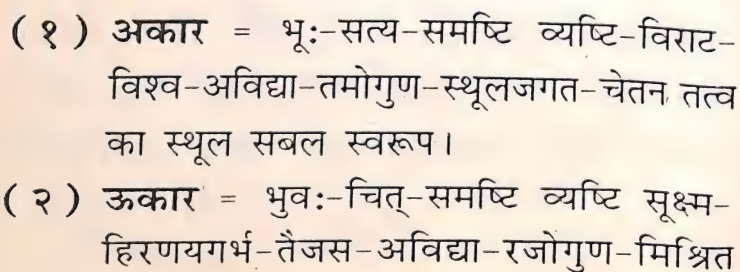 ( १ ) अकार = भू:-सत्य-समष्टि व्यष्टि-विराट-
विश्व-अविद्या-तमोगुण-स्थूलजगत-चेतन तत्व
का स्थूल सबल स्वरूप।
( २ ) ऊकार = भुव:-चित्-समष्टि व्यष्टि सूक्ष्म-
हिरणयगर्भ-तैजस-अविद्या-रजोगुण-मिश्रित